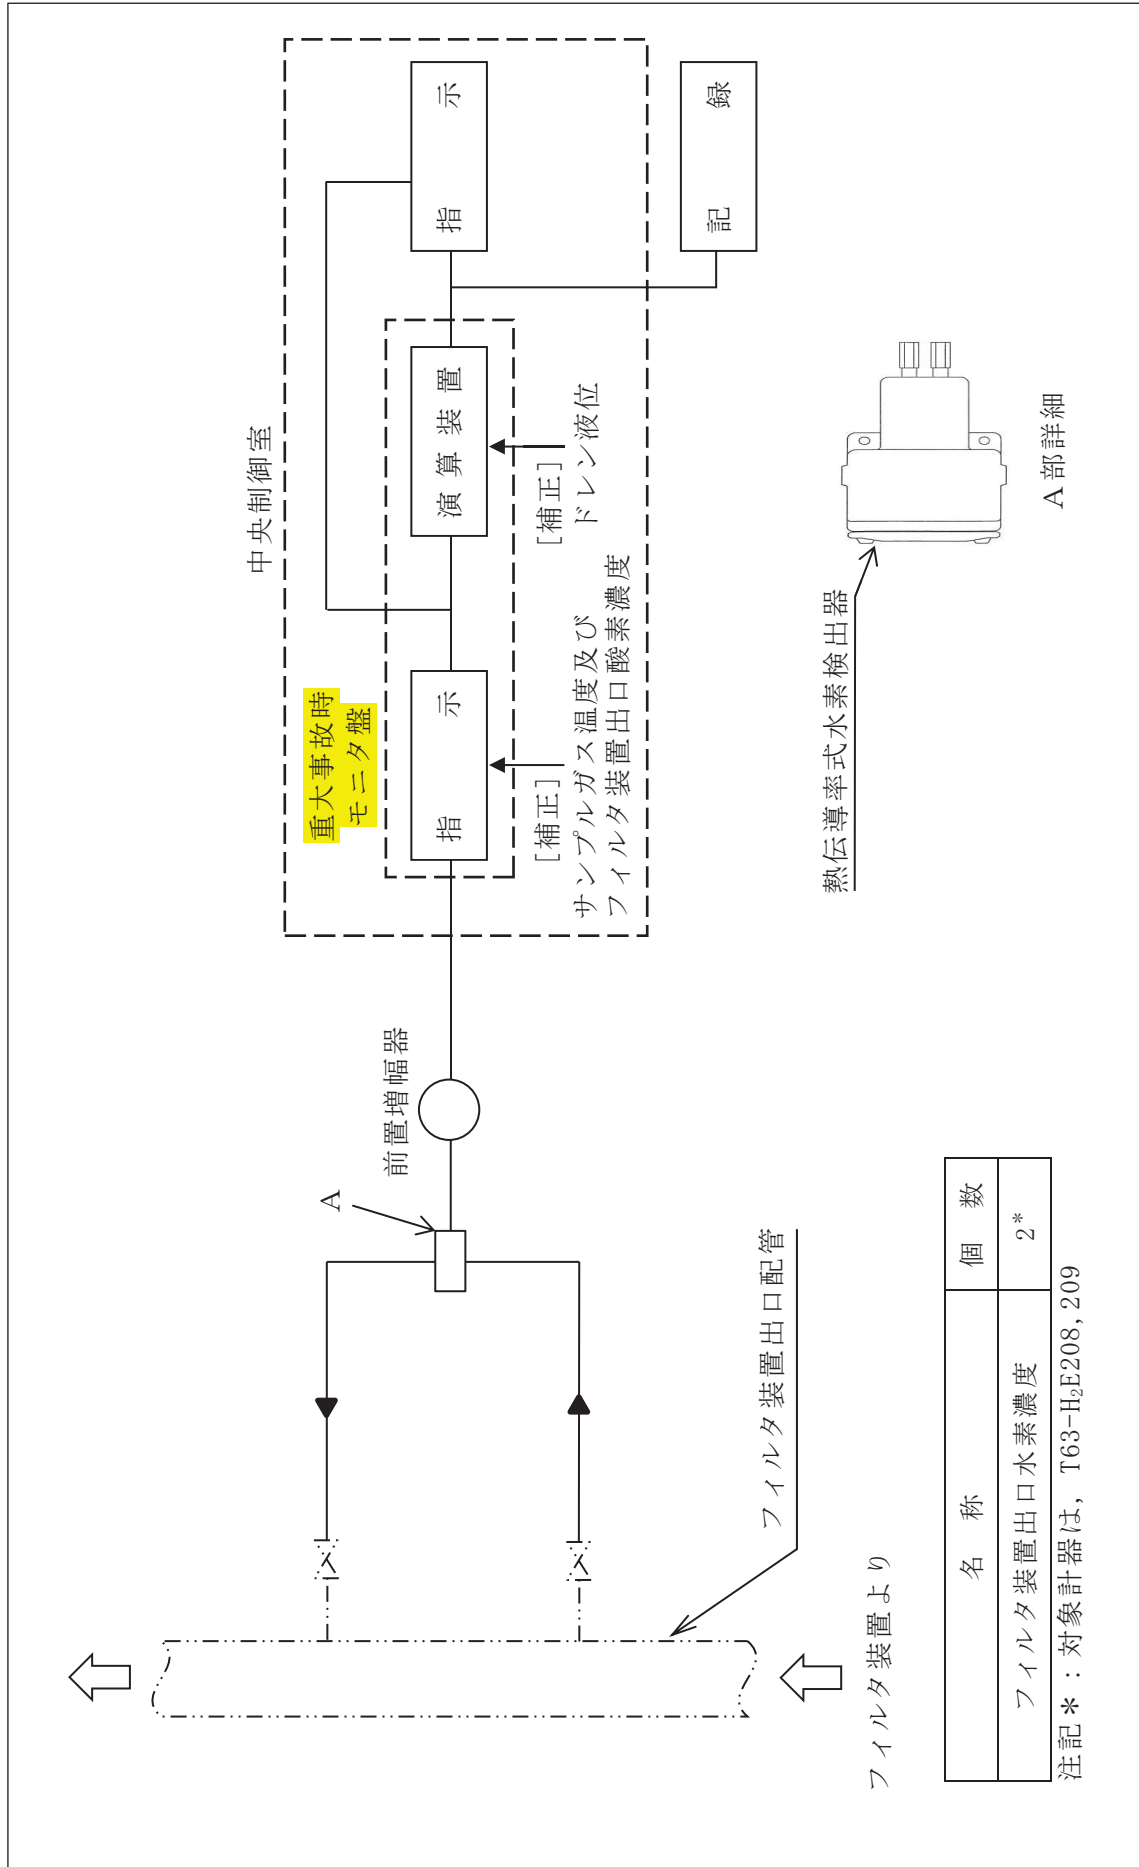 中央制御室
重大事故時
モニタ盤
指示
演算装置
指示
記録
[補正]
サンプルガス温度及び
フィルタ装置出口酸素濃度
[補正]
ドレン液位
前置増幅器
A
フィルタ装置出口配管
フィルタ装置より
熱伝導率式水素検出器
A部詳細
名称 個数
フィルタ装置出口水素濃度 2*
注記*:対象計器は,T63-H₂E208,209